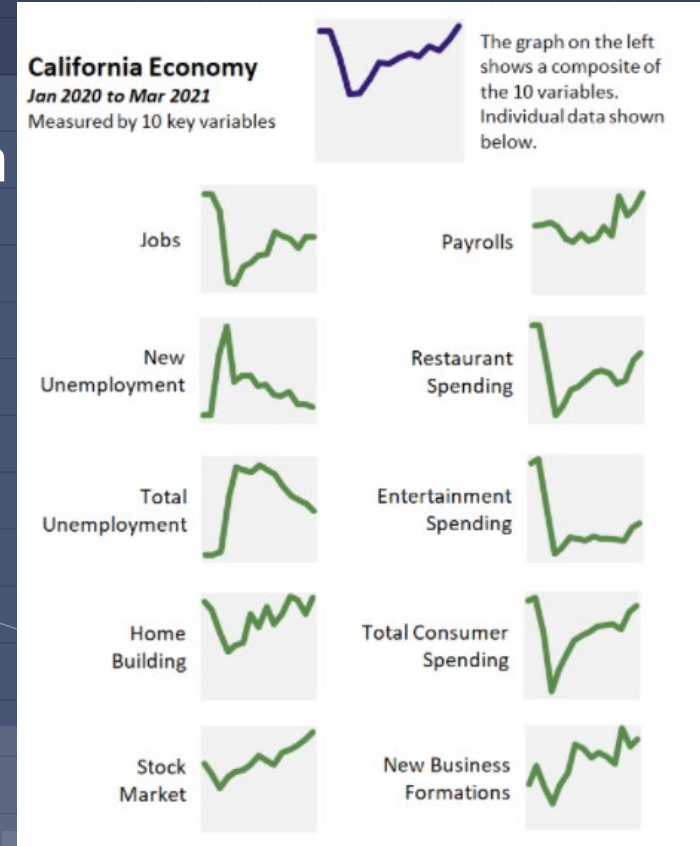 California Economy
Jan 2020 to Mar 2021
Measured by 10 key variables
The graph on the left
shows a composite of
the 10 variables.
Individual data shown
below.
Jobs
Payrolls
New
Unemployment
Restaurant
Spending
Total
Unemployment
Entertainment
Spending
Home
Building
Total Consumer
Spending
Stock
Market
New Business
Formations